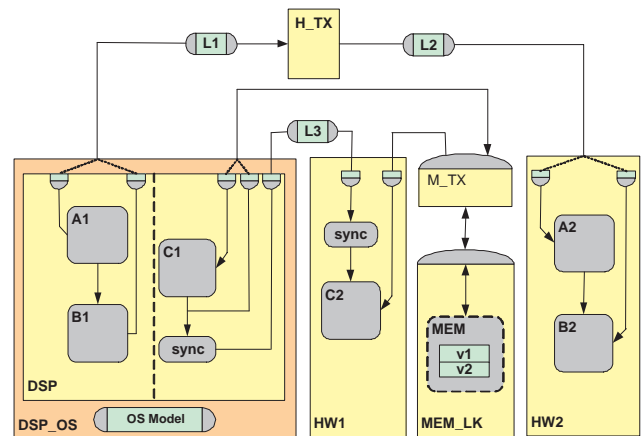 H_TX
L1
L2
L3
M_TX
A1
B1
C1
sync
DSP
DSP_OS
OS Model
sync
C2
HW1
MEM
v1
v2
MEM_LK
A2
B2
HW2